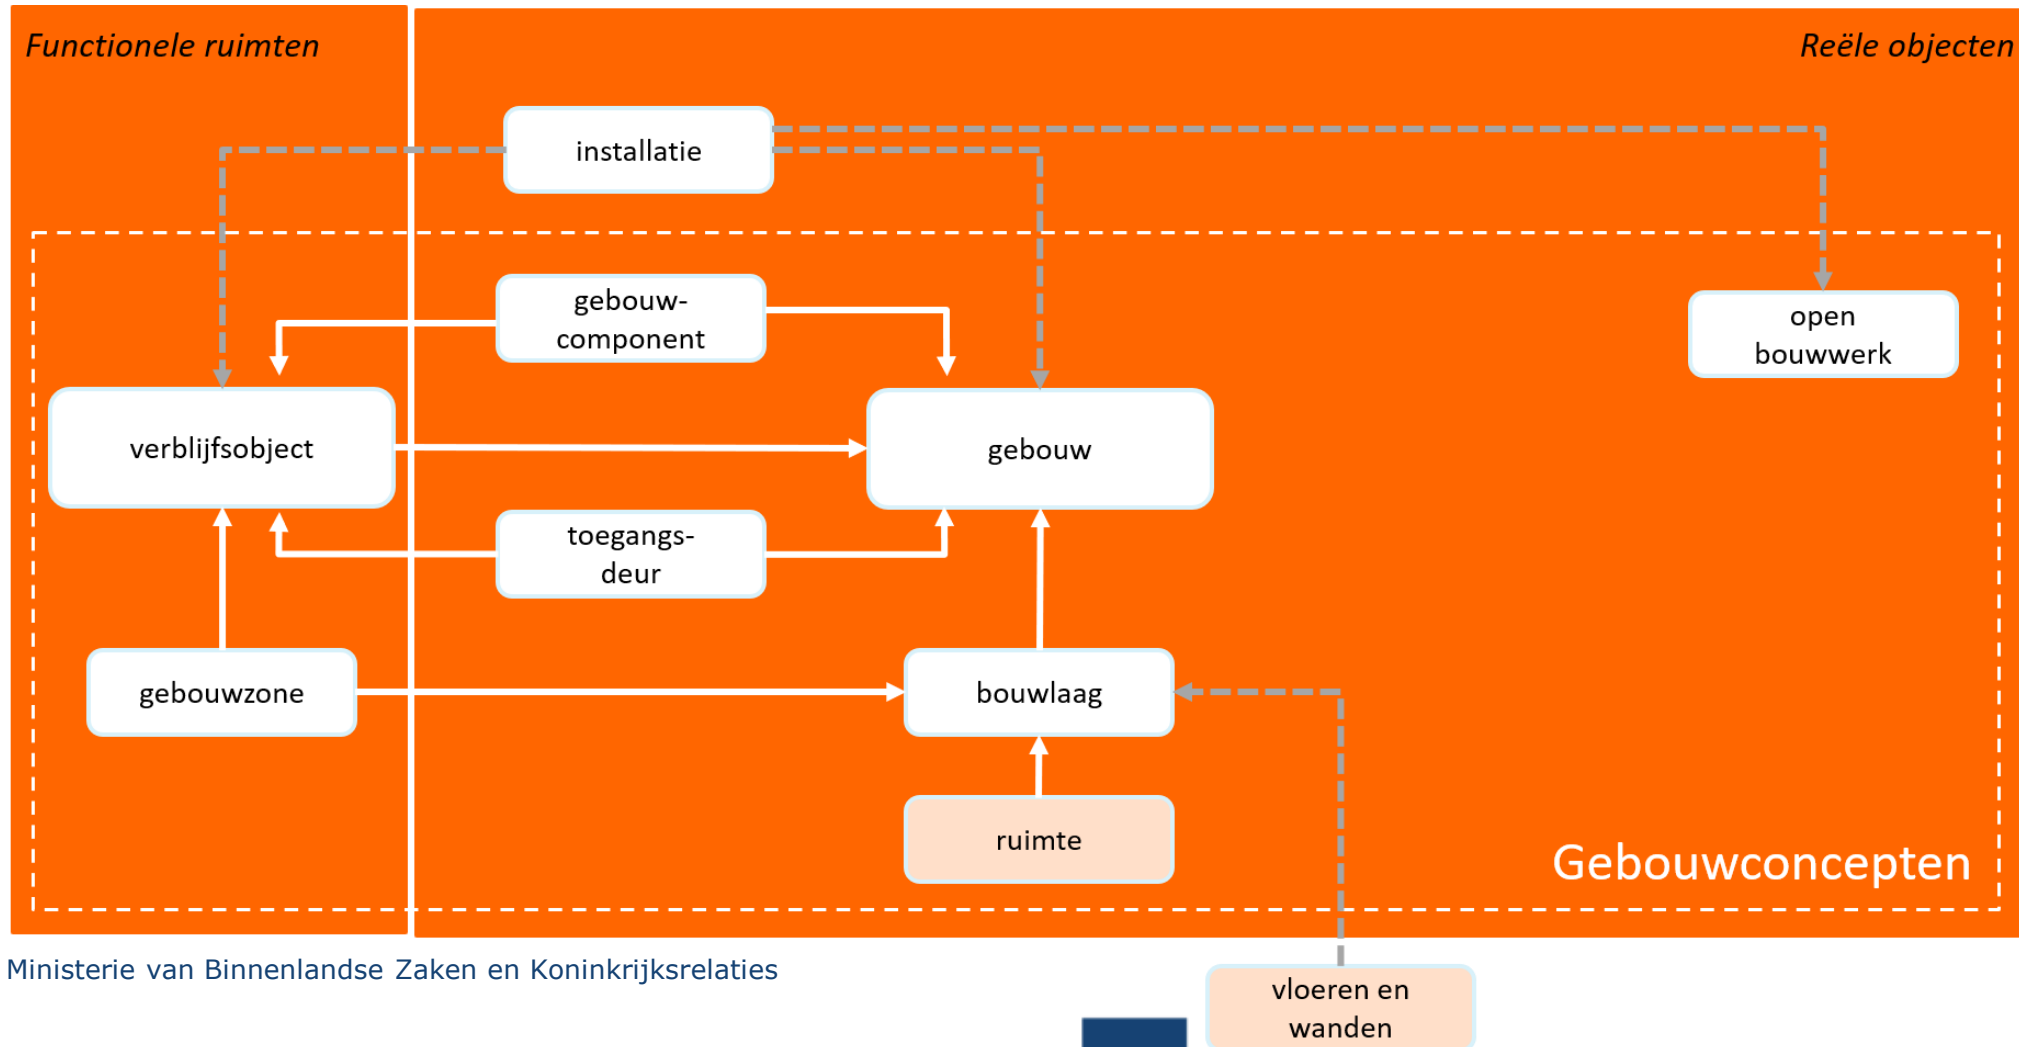 Functionele ruimten
Reële objecten
installatie
gebouw-
component
open
bouwwerk
verblijfsobject
gebouw
toegangs-
deur
gebouwzone
bouwlaag
ruimte
Gebouwconcepten
Ministerie van Binnenlandse Zaken en Koninkrijksrelaties
vloeren en
wanden